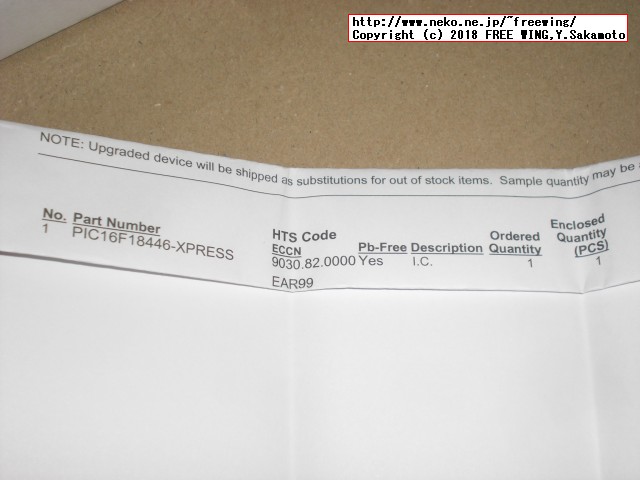 http://www.neko.ne.jp/~freewing/
Copyright (c) 2018 FREE WING,Y.Sakamoto
NOTE: Upgraded device will be shipped as substitutions for out of stock items. Sample quantity may be
No. Part Number HTS Code ECCN Pb-Free Description Ordered Quantity Enclosed Quantity (PCS)
1 PIC16F18446-XPRESS 9030.82.0000 Yes I.C. 1 1
EAR99